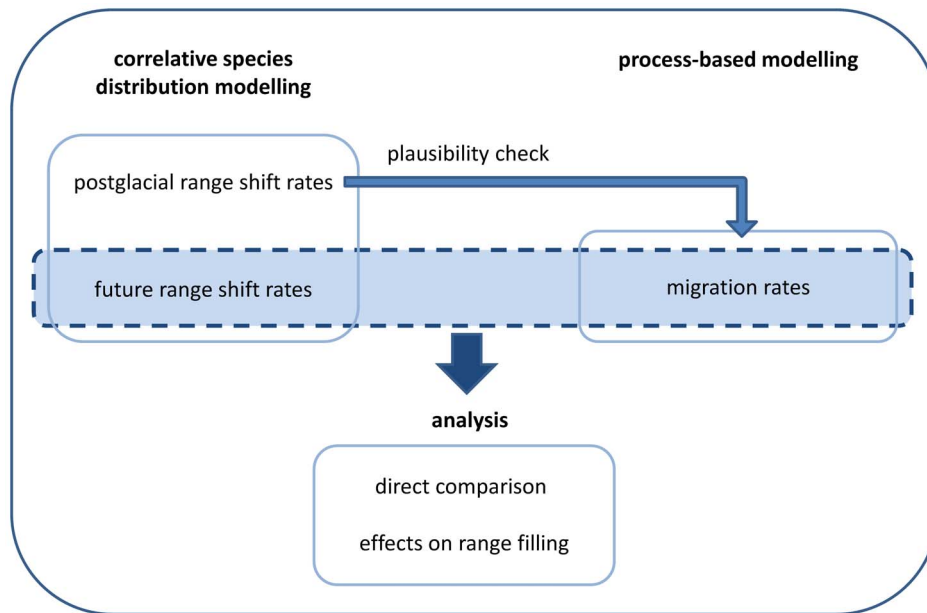 correlative species
distribution modelling
process-based modelling
plausibility check
postglacial range shift rates
future range shift rates
migration rates
analysis
direct comparison
effects on range filling